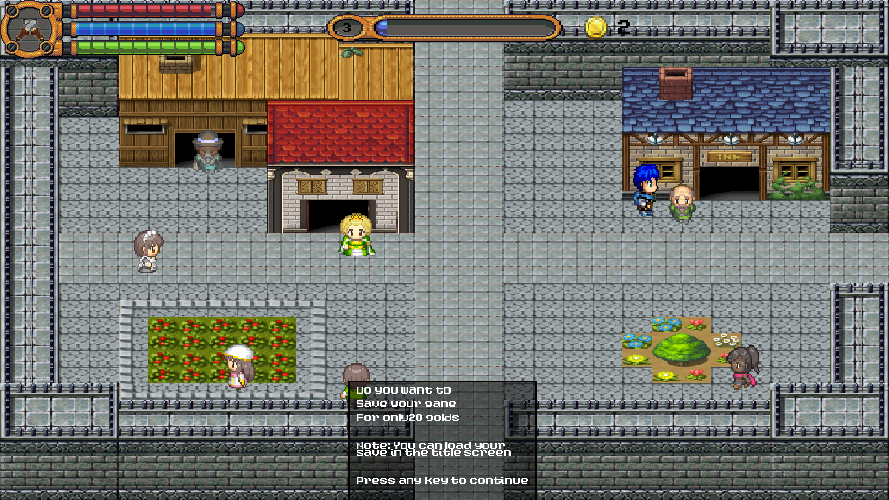 3
2
INN
Do you want to
Save your game
For only20 golds
Note: You can load your
save in the title screen
Press any key to continue